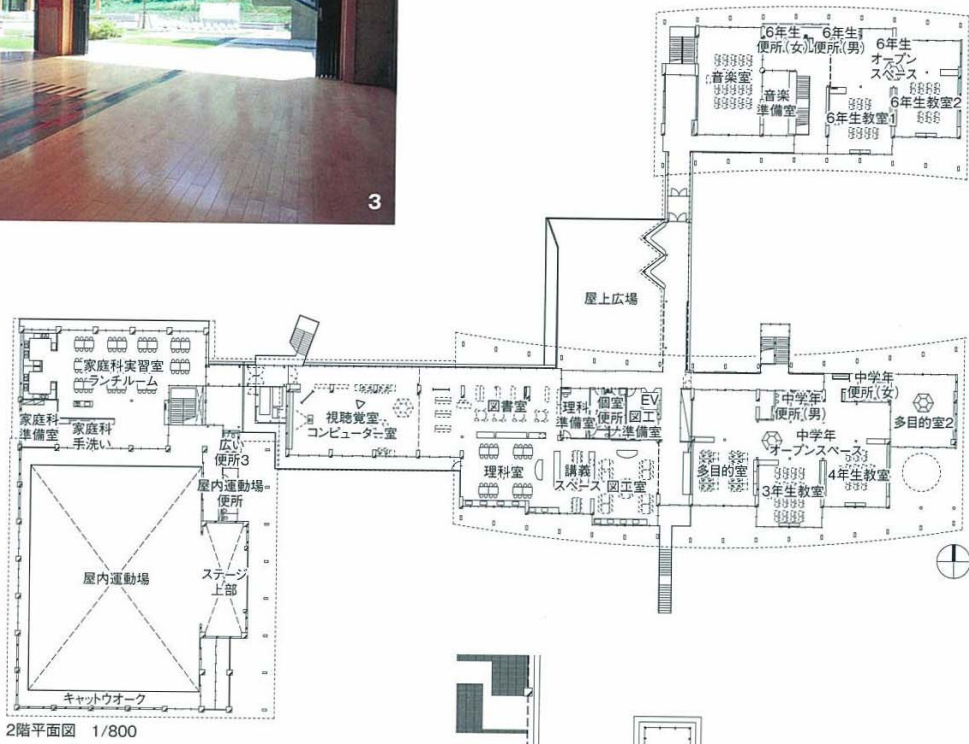 3
6年生
便所(女)
6年生
便所(男)
6年生
オープン
スペース
音楽室
音楽
準備室
6年生教室1
6年生教室2
屋上広場
家庭科実習室
ランチルーム
家庭科
準備室
家庭科
手洗い
広い
便所3
屋内運動場
便所
視聴覚室
コンピューター室
図書室
理科
準備室
個室
便所
EV
図工
準備室
理科室
講義
スペース
図工室
中学年
便所(男)
中学年
便所(女)
多目的室2
中学年
オープンスペース
多目的室
3年生教室
4年生教室
屋内運動場
ステージ
上部
キャットウオーク
2階平面図 1/800